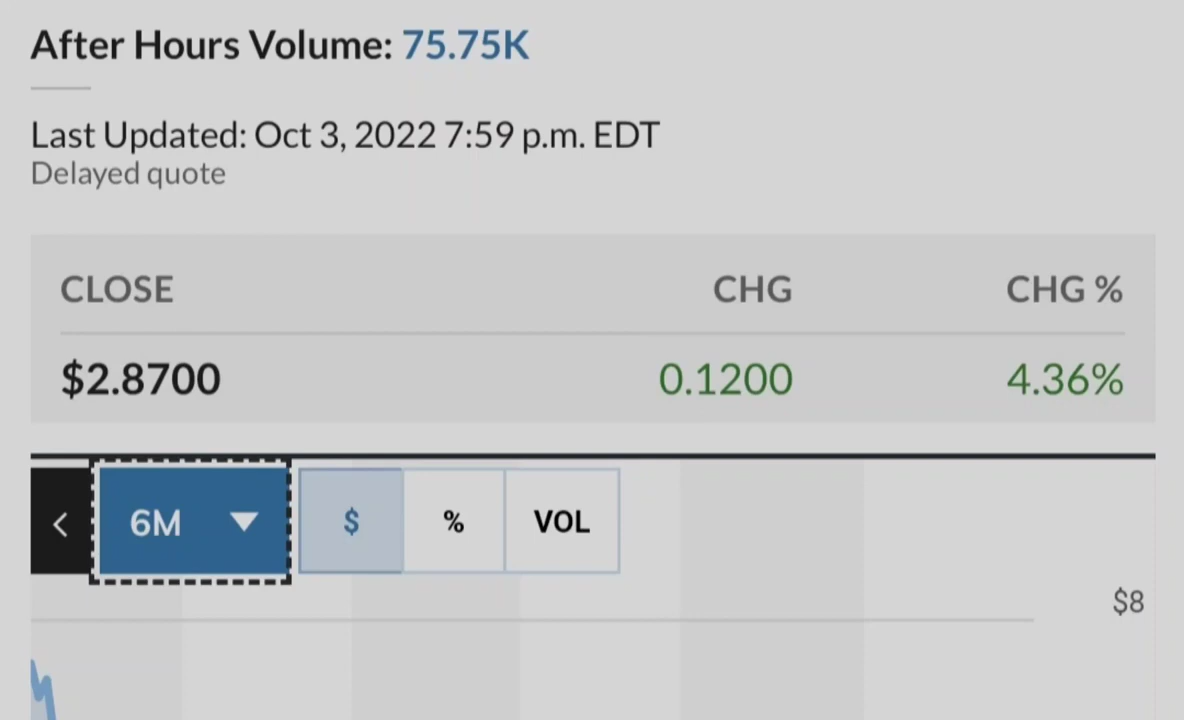 After Hours Volume: 75.75K
Last Updated: Oct 3, 2022 7:59 p.m. EDT
Delayed quote
CLOSE CHG CHG %
$2.8700 0.1200 4.36%
6M $ % VOL
$8